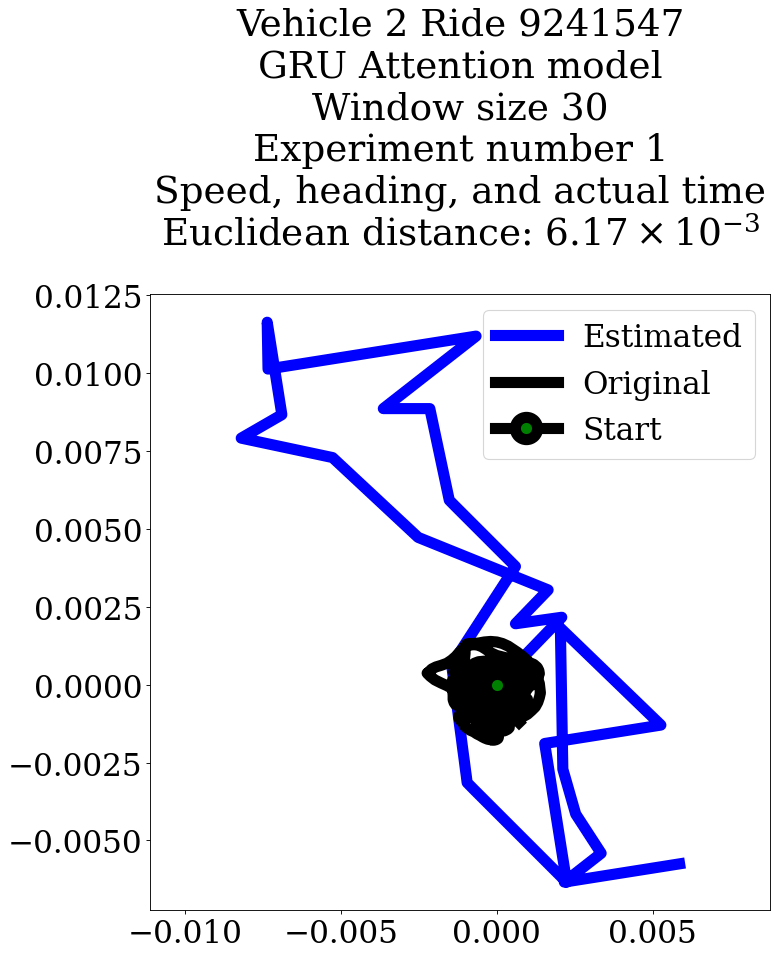 Vehicle 2 Ride 9241547
GRU Attention model
Window size 30
Experiment number 1
Speed, heading, and actual time
Euclidean distance: 6.17 × 10⁻³
0.0125
0.0100
0.0075
0.0050
0.0025
0.0000
−0.0025
−0.0050
Estimated
Original
Start
−0.010 −0.005 0.000 0.005